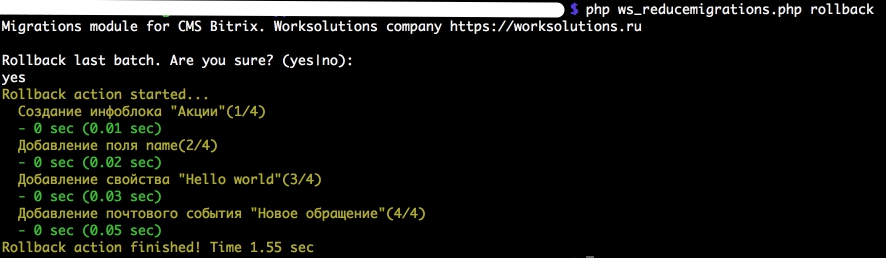 $ php ws_reducemigrations.php rollback
Migrations module for CMS Bitrix. Worksolutions company https://worksolutions.ru
Rollback last batch. Are you sure? (yes|no):
yes
Rollback action started...
Создание инфоблока "Акции"(1/4)
- 0 sec (0.01 sec)
Добавление поля name(2/4)
- 0 sec (0.02 sec)
Добавление свойства "Hello world"(3/4)
- 0 sec (0.03 sec)
Добавление почтового события "Новое обращение"(4/4)
- 0 sec (0.05 sec)
Rollback action finished! Time 1.55 sec